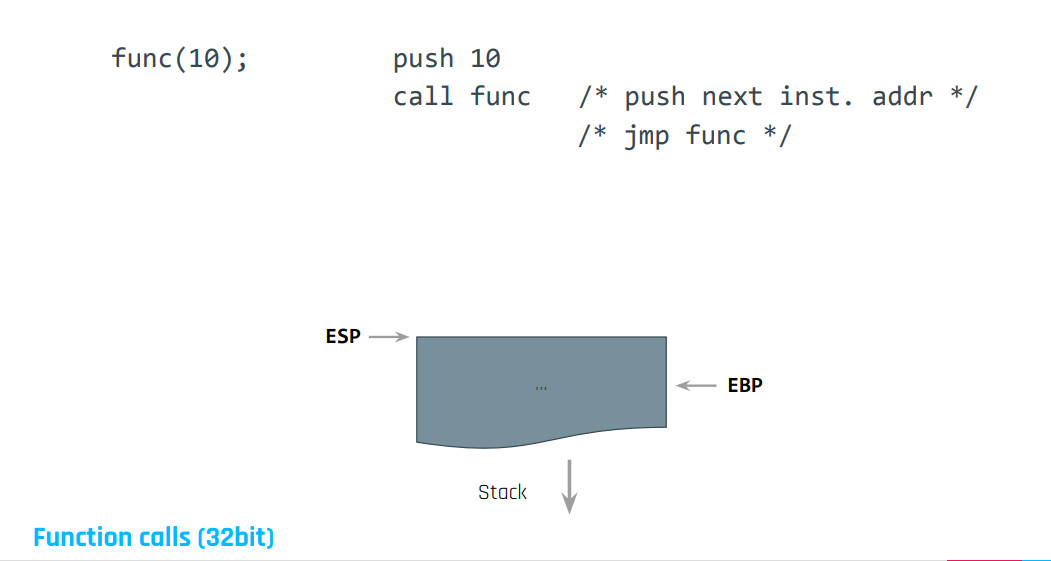 func(10); push 10
call func /* push next inst. addr */
/* jmp func */
ESP
...
EBP
Stack
Function calls (32bit)